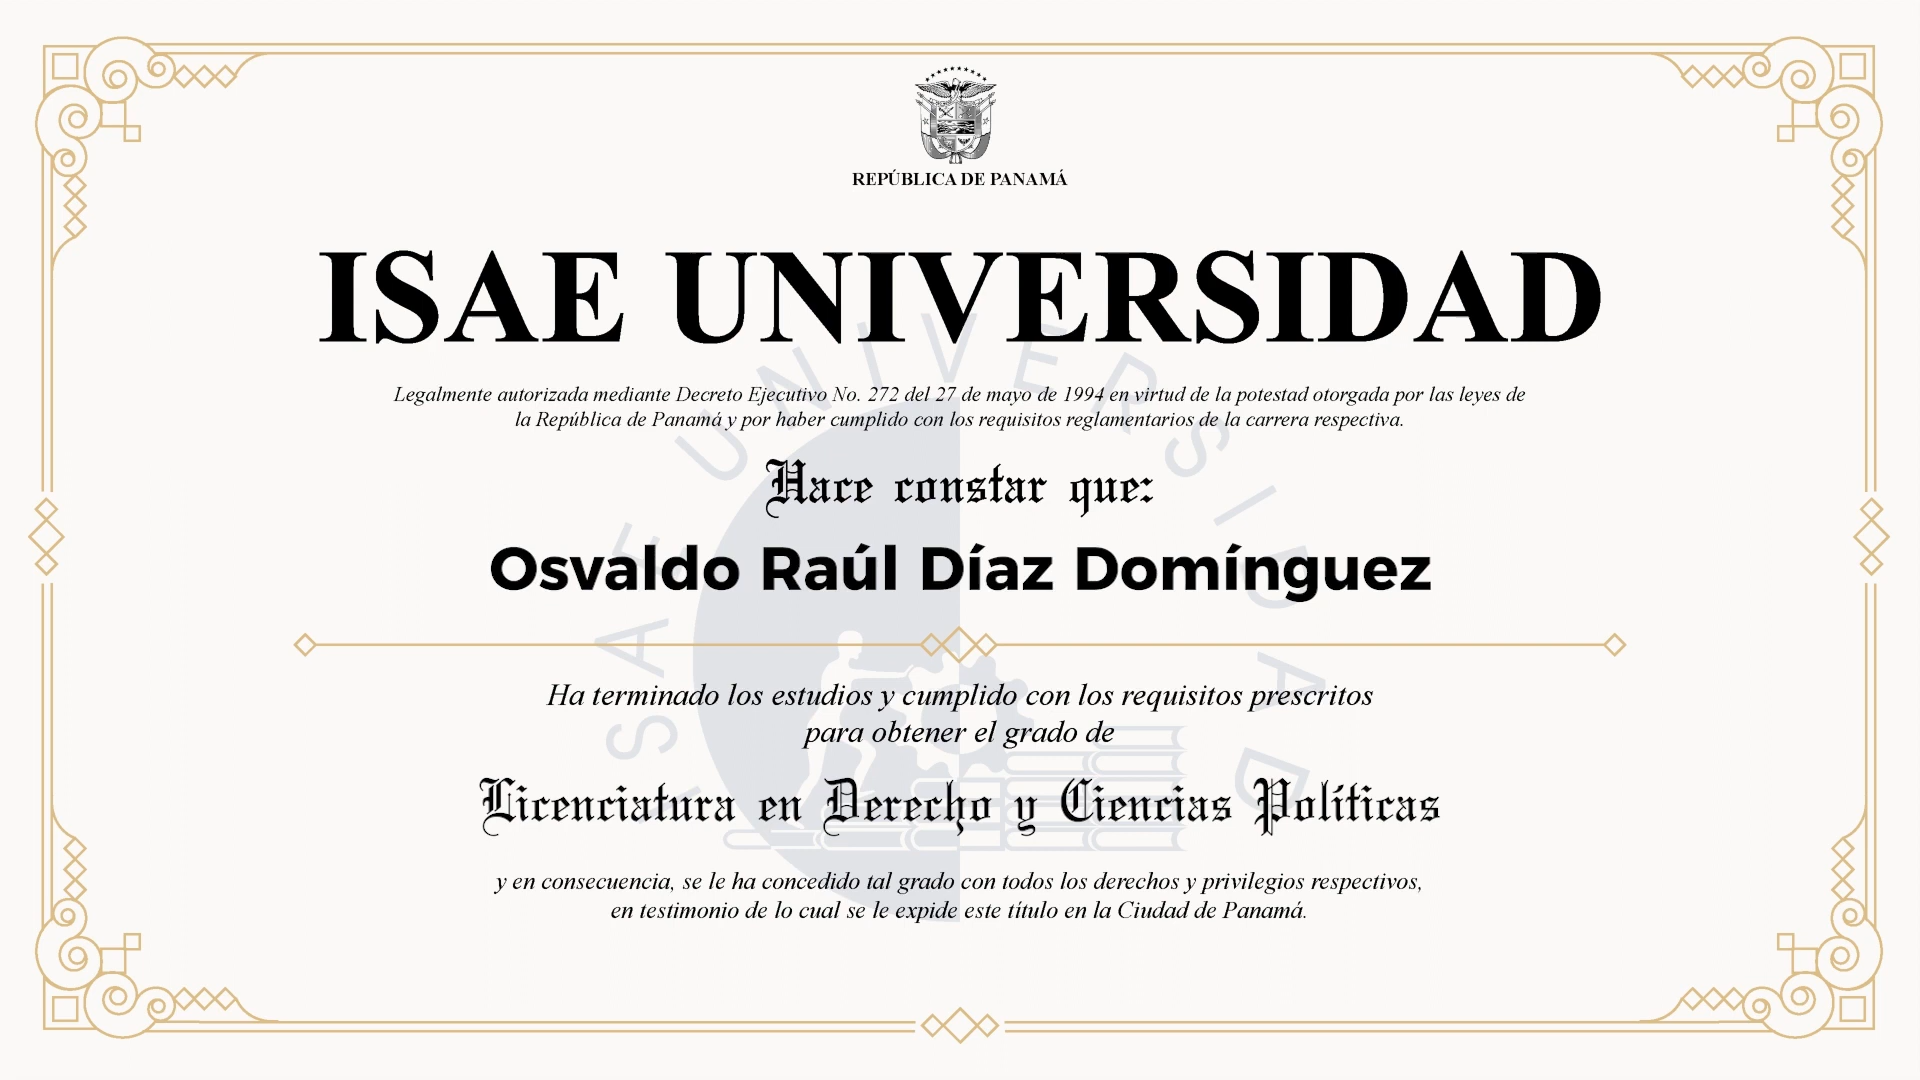 REPÚBLICA DE PANAMÁ
ISAE UNIVERSIDAD
Legalmente autorizada mediante Decreto Ejecutivo No. 272 del 27 de mayo de 1994 en virtud de la potestad otorgada por las leyes de
la República de Panamá y por haber cumplido con los requisitos reglamentarios de la carrera respectiva.
Hace constar que:
Osvaldo Raúl Díaz Domínguez
Ha terminado los estudios y cumplido con los requisitos prescritos
para obtener el grado de
Licenciatura en Derecho y Ciencias Políticas
y en consecuencia, se le ha concedido tal grado con todos los derechos y privilegios respectivos,
en testimonio de lo cual se le expide este título en la Ciudad de Panamá.
ISAE UNIVERSIDAD